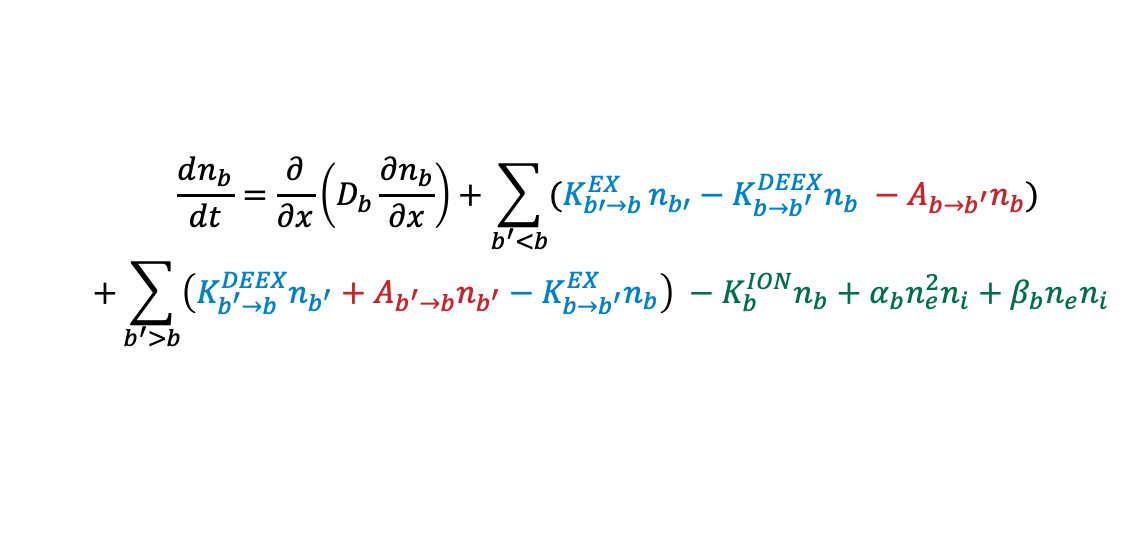 dn_b/dt = ∂/∂x (D_b ∂n_b/∂x) + ∑_{b′<b} (K^{EX}_{b′→b} n_{b′} − K^{DEEX}_{b→b′} n_b − A_{b→b′} n_b)
+ ∑_{b′>b} (K^{DEEX}_{b′→b} n_{b′} + A_{b′→b} n_{b′} − K^{EX}_{b→b′} n_b) − K^{ION}_b n_b + α_b n_e^2 n_i + β_b n_e n_i